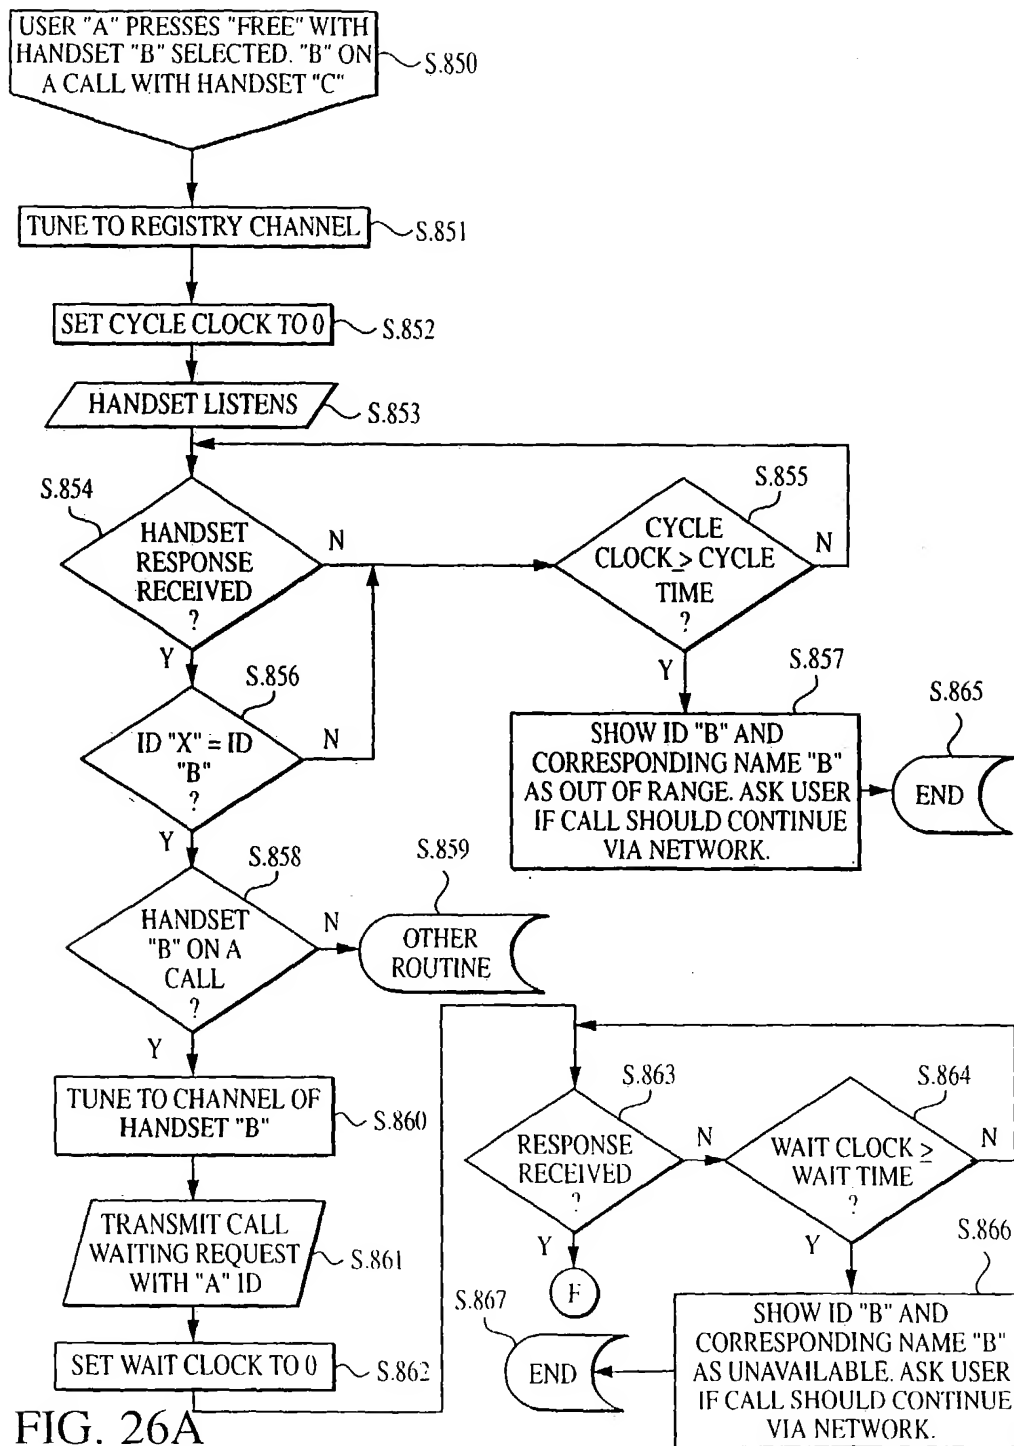 USER "A" PRESSES "FREE" WITH
HANDSET "B" SELECTED. "B" ON
A CALL WITH HANDSET "C"
S.850
TUNE TO REGISTRY CHANNEL
S.851
SET CYCLE CLOCK TO 0
S.852
HANDSET LISTENS
S.853
S.854
HANDSET
RESPONSE
RECEIVED
?
N
Y
S.855
CYCLE
CLOCK ≥ CYCLE
TIME
?
N
Y
S.856
ID "X" = ID
"B"
?
N
Y
S.857
SHOW ID "B" AND
CORRESPONDING NAME "B"
AS OUT OF RANGE. ASK USER
IF CALL SHOULD CONTINUE
VIA NETWORK.
S.865
END
S.858
HANDSET
"B" ON A
CALL
?
N
Y
S.859
OTHER
ROUTINE
TUNE TO CHANNEL OF
HANDSET "B"
S.860
TRANSMIT CALL
WAITING REQUEST
WITH "A" ID
S.861
SET WAIT CLOCK TO 0
S.862
S.863
RESPONSE
RECEIVED
?
N
Y
F
S.864
WAIT CLOCK ≥
WAIT TIME
?
N
Y
S.866
SHOW ID "B" AND
CORRESPONDING NAME "B"
AS UNAVAILABLE. ASK USER
IF CALL SHOULD CONTINUE
VIA NETWORK.
S.867
END
FIG. 26A